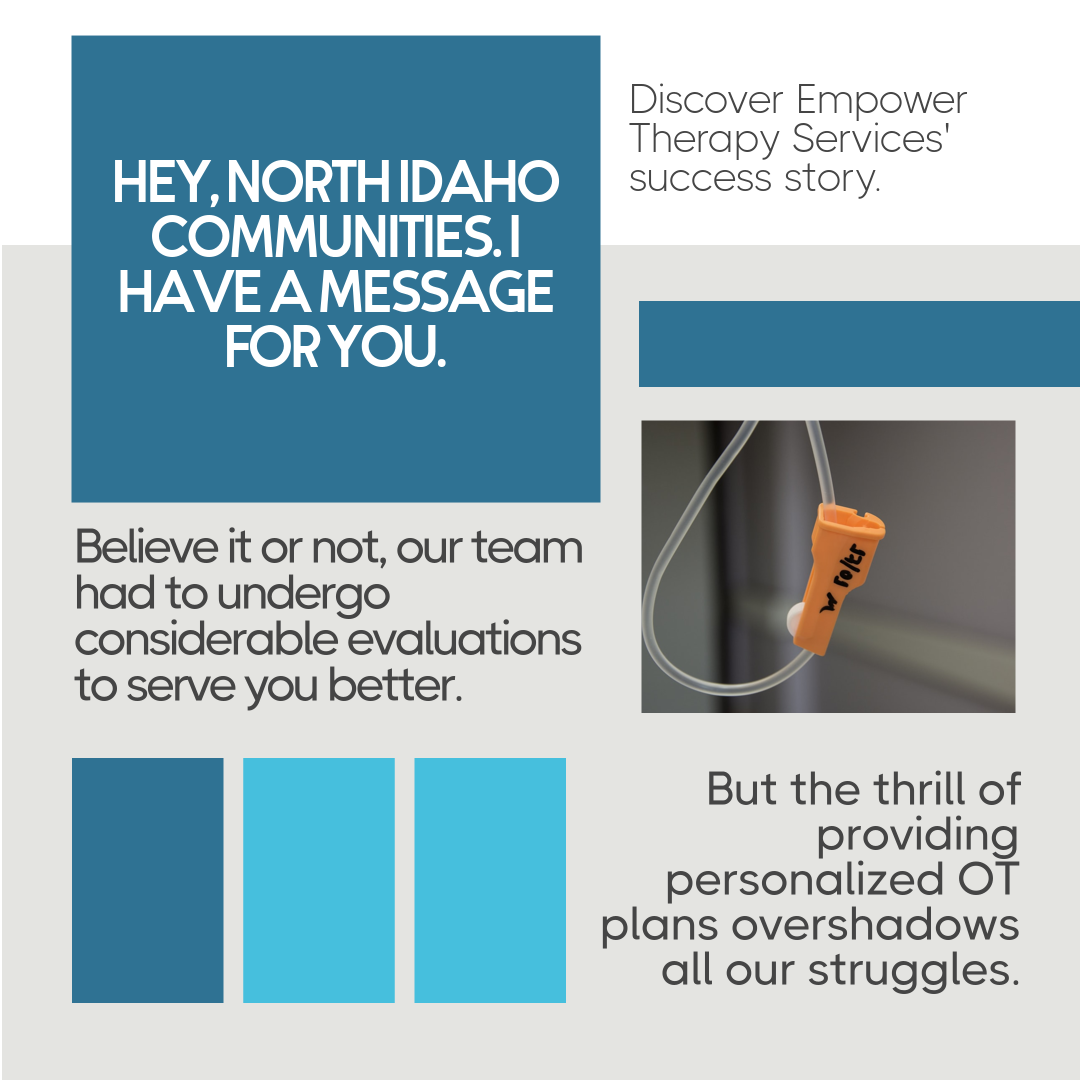 HEY, NORTH IDAHO
COMMUNITIES. I
HAVE A MESSAGE
FOR YOU.
Discover Empower
Therapy Services'
success story.
Believe it or not, our team
had to undergo
considerable evaluations
to serve you better.
But the thrill of
providing
personalized OT
plans overshadows
all our struggles.